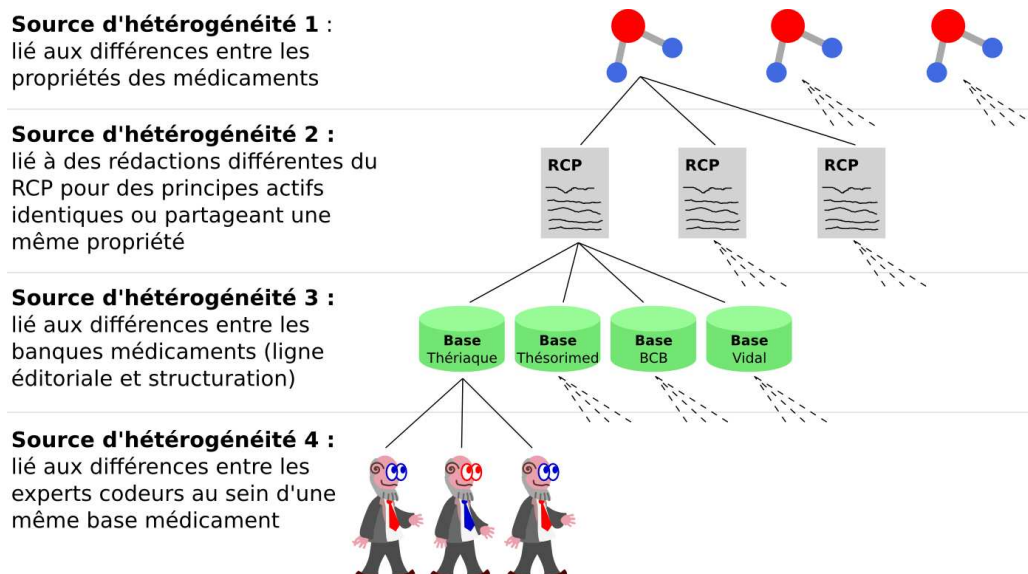 Source d'hétérogénéité 1 :
lié aux différences entre les
propriétés des médicaments
Source d'hétérogénéité 2 :
lié à des rédactions différentes du
RCP pour des principes actifs
identiques ou partageant une
même propriété
RCP
RCP
RCP
Source d'hétérogénéité 3 :
lié aux différences entre les
banques médicaments (ligne
éditoriale et structuration)
Base
Thériaque
Base
Thésorimed
Base
BCB
Base
Vidal
Source d'hétérogénéité 4 :
lié aux différences entre les
experts codeurs au sein d'une
même base médicament